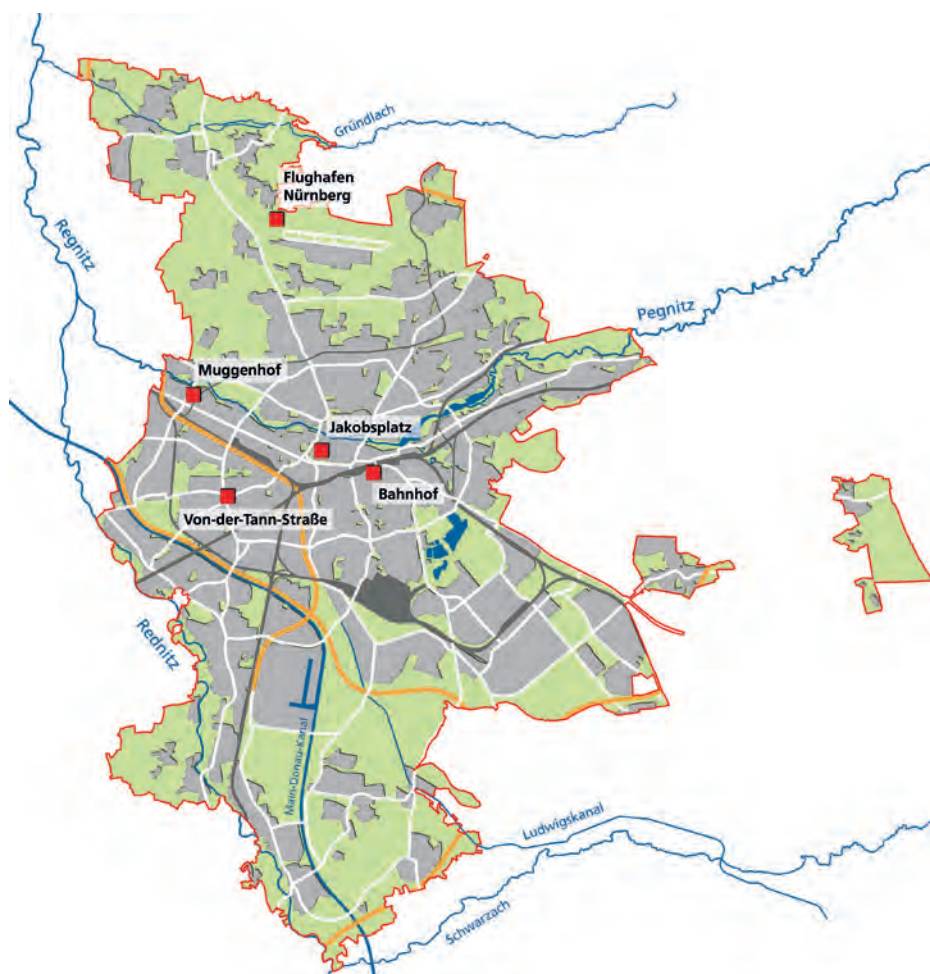 Gründlach
Flughafen
Nürnberg
Regnitz
Pegnitz
Muggenhof
Jakobsplatz
Bahnhof
Von-der-Tann-Straße
Rednitz
Main-Donau-Kanal
Ludwigskanal
Schwarzach